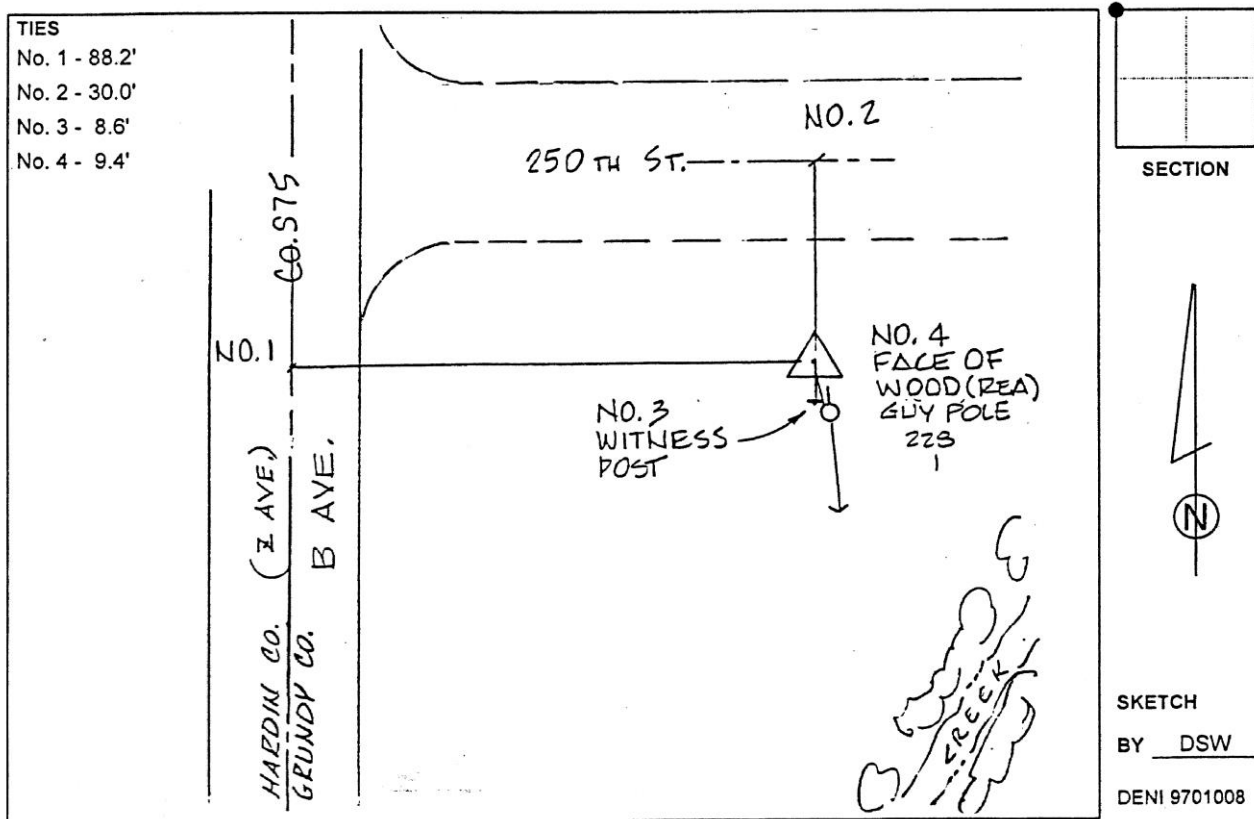 TIES
No. 1 - 88.2'
No. 2 - 30.0'
No. 3 - 8.6'
No. 4 - 9.4'
NO. 2
250 TH ST.
CO. S75
NO. 1
NO. 3
WITNESS
POST
NO. 4
FACE OF
WOOD (REA)
GUY POLE
228
1
(Z AVE.)
B AVE.
HARDIN CO.
GRUNDY CO.
CREEK
SECTION
N
SKETCH
BY DSW
DENI 9701008